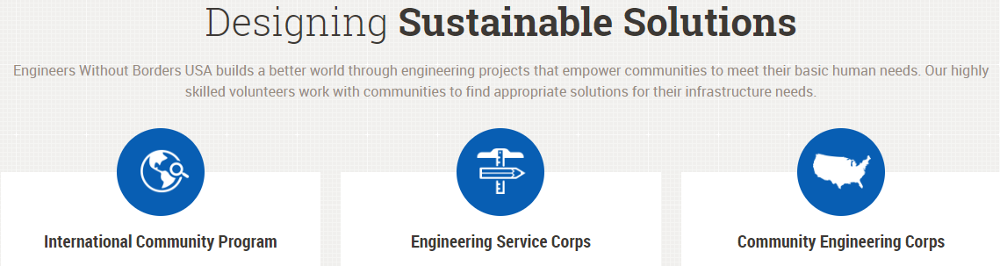 Designing Sustainable Solutions
Engineers Without Borders USA builds a better world through engineering projects that empower communities to meet their basic human needs. Our highly
skilled volunteers work with communities to find appropriate solutions for their infrastructure needs.
International Community Program
Engineering Service Corps
Community Engineering Corps